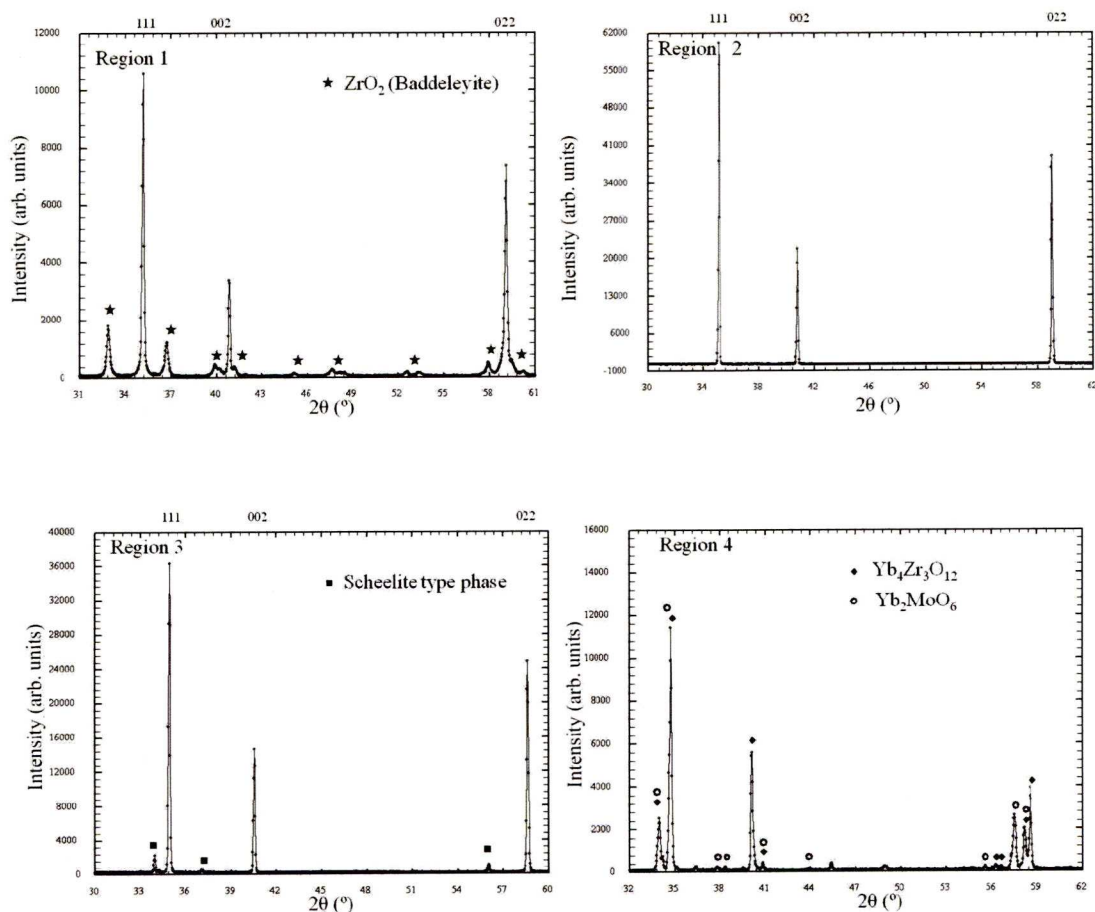 111 002 022
12000
Region 1
★ ZrO2 (Baddeleyite)
10000
8000
6000
4000
2000
0
Intensity (arb. units)
31 34 37 40 43 46 49 52 55 58 61
2θ (º)
111 002 022
62000
Region 2
55000
48000
41000
34000
27000
20000
13000
6000
-1000
Intensity (arb. units)
30 34 38 42 46 50 54 58 62
2θ (º)
111 002 022
40000
Region 3
36000
■ Scheelite type phase
32000
28000
24000
20000
16000
12000
8000
4000
0
Intensity (arb. units)
30 33 36 39 42 45 48 51 54 57 60
2θ (º)
16000
Region 4
14000
◆ Yb4Zr3O12
o Yb2MoO6
12000
10000
8000
6000
4000
2000
0
Intensity (arb. units)
32 35 38 41 44 47 50 53 56 59 62
2θ (º)